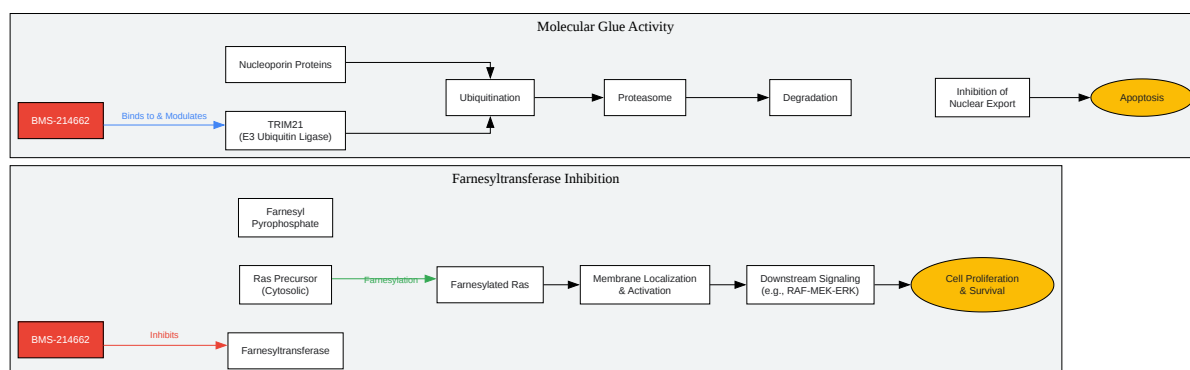 Molecular Glue Activity
Nucleoporin Proteins
BMS-214662
Binds to & Modulates
TRIM21
(E3 Ubiquitin Ligase)
Ubiquitination
Proteasome
Degradation
Inhibition of
Nuclear Export
Apoptosis
Farnesyltransferase Inhibition
Farnesyl
Pyrophosphate
Ras Precursor
(Cytosolic)
Farnesylation
Farnesylated Ras
Membrane Localization
& Activation
Downstream Signaling
(e.g., RAF-MEK-ERK)
Cell Proliferation
& Survival
BMS-214662
Inhibits
Farnesyltransferase